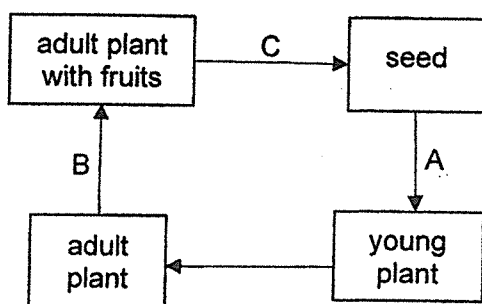 adult plant
with fruits
C
seed
B
A
adult
plant
young
plant